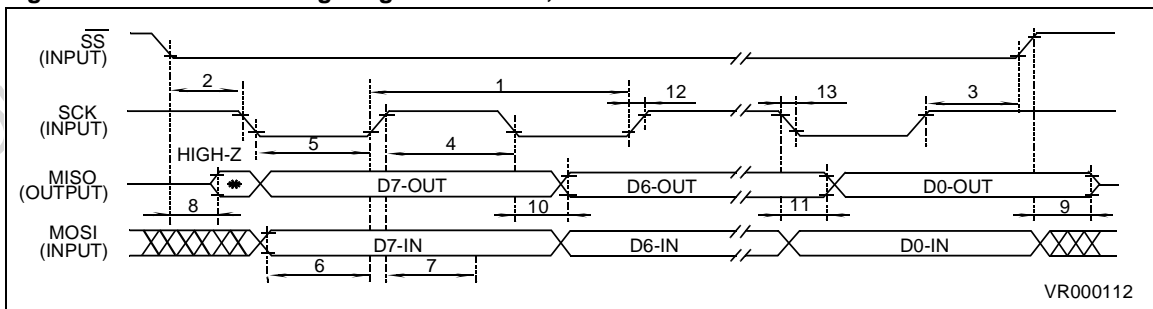 SS
(INPUT)
2
1
12
13
3
SCK
(INPUT)
5
4
HIGH-Z
MISO
(OUTPUT)
D7-OUT
D6-OUT
D0-OUT
8
10
11
9
MOSI
(INPUT)
D7-IN
D6-IN
D0-IN
6
7
VR000112